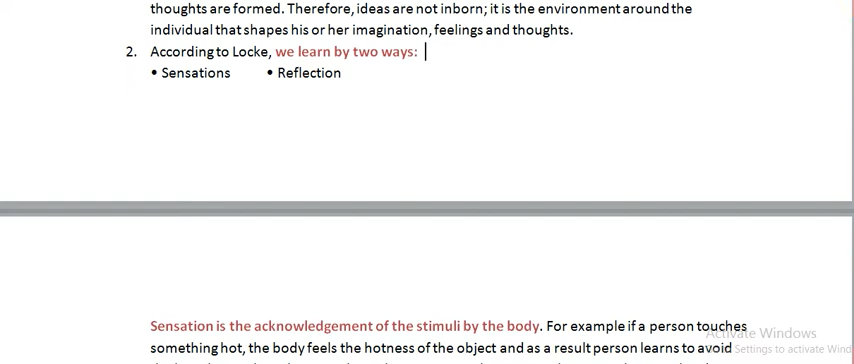 thoughts are formed. Therefore, ideas are not inborn; it is the environment around the
individual that shapes his or her imagination, feelings and thoughts.
2. According to Locke, we learn by two ways:
• Sensations • Reflection
Sensation is the acknowledgement of the stimuli by the body. For example if a person touches
Activate Windows
something hot, the body feels the hotness of the object and as a result person learns to avoid
Settings to activate Wind